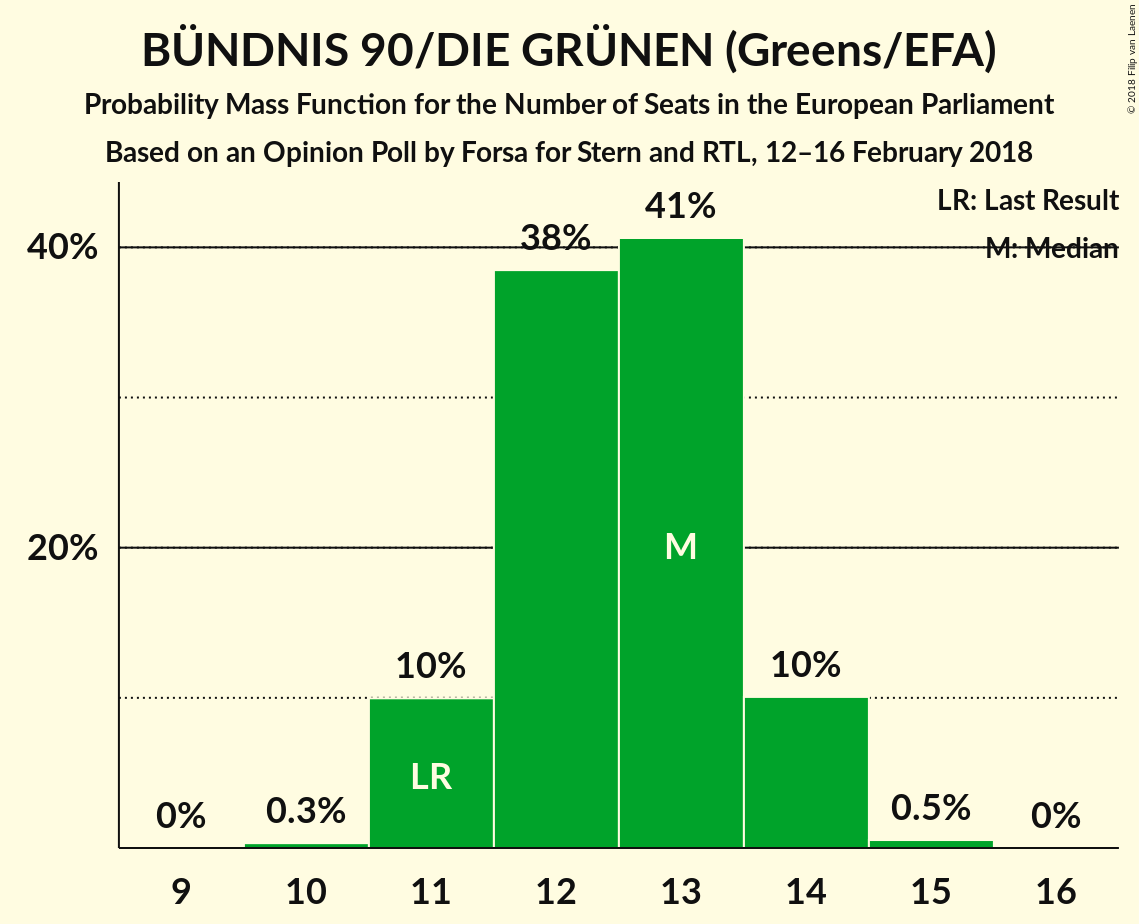 BÜNDNIS 90/DIE GRÜNEN (Greens/EFA)
Probability Mass Function for the Number of Seats in the European Parliament
Based on an Opinion Poll by Forsa for Stern and RTL, 12–16 February 2018
© 2018 Filip van Laenen
LR: Last Result
M: Median
40%
20%
0%
0.3%
10%
38%
41%
10%
0.5%
0%
LR
M
9 10 11 12 13 14 15 16